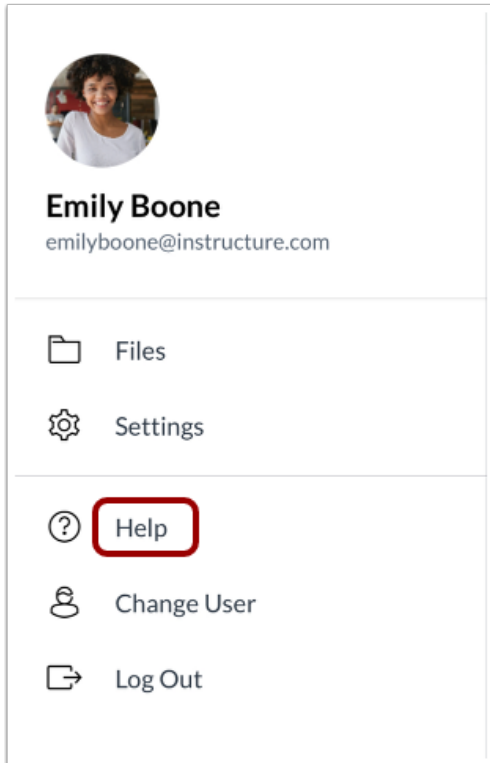 Emily Boone
emilyboone@instructure.com
Files
Settings
Help
Change User
Log Out